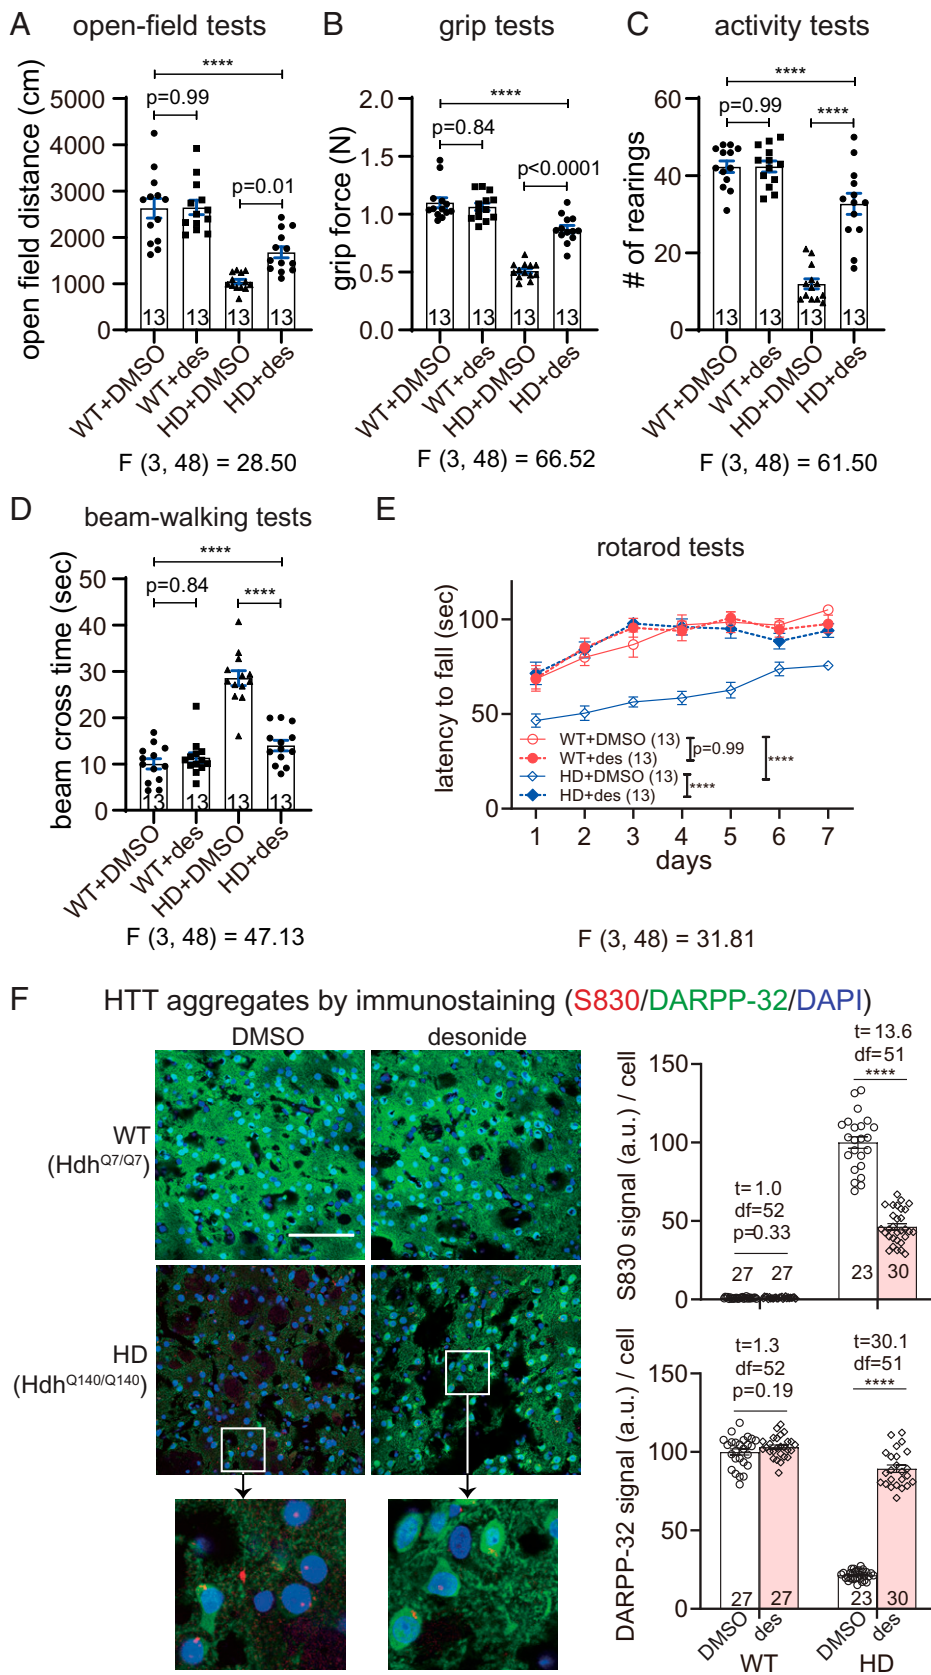 A open-field tests
****
p=0.99
p=0.01
open field distance (cm)
5000
4000
3000
2000
1000
0
13 13 13 13
WT+DMSO
WT+des
HD+DMSO
HD+des
F (3, 48) = 28.50
B grip tests
****
p=0.84
p<0.0001
grip force (N)
2.0
1.5
1.0
0.5
0.0
13 13 13 13
WT+DMSO
WT+des
HD+DMSO
HD+des
F (3, 48) = 66.52
C activity tests
****
p=0.99 ****
# of rearings
60
40
20
0
13 13 13 13
WT+DMSO
WT+des
HD+DMSO
HD+des
F (3, 48) = 61.50
D beam-walking tests
****
p=0.84 ****
beam cross time (sec)
50
40
30
20
10
0
13 13 13 13
WT+DMSO
WT+des
HD+DMSO
HD+des
F (3, 48) = 47.13
E
rotarod tests
latency to fall (sec)
100
50
0
WT+DMSO (13)
WT+des (13)
HD+DMSO (13)
HD+des (13)
p=0.99
****
****
1 2 3 4 5 6 7
days
F (3, 48) = 31.81
F HTT aggregates by immunostaining (S830/DARPP-32/DAPI)
DMSO desonide
WT
(Hdh^Q7/Q7)
HD
(Hdh^Q140/Q140)
S830 signal (a.u.) / cell
150
100
50
0
t=1.0
df=52
p=0.33
27 27
t=13.6
df=51
****
23 30
DARPP-32 signal (a.u.) / cell
150
100
50
0
t=1.3
df=52
p=0.19
27 27
t=30.1
df=51
****
23 30
DMSO des DMSO des
WT HD